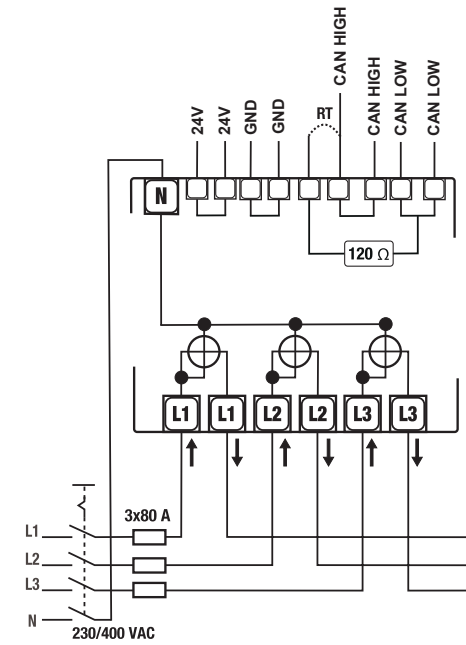 CAN HIGH
24V
24V
GND
GND
RT
CAN HIGH
CAN LOW
CAN LOW
N
120 Ω
L1
L1
L2
L2
L3
L3
3x80 A
L1
L2
L3
N
230/400 VAC